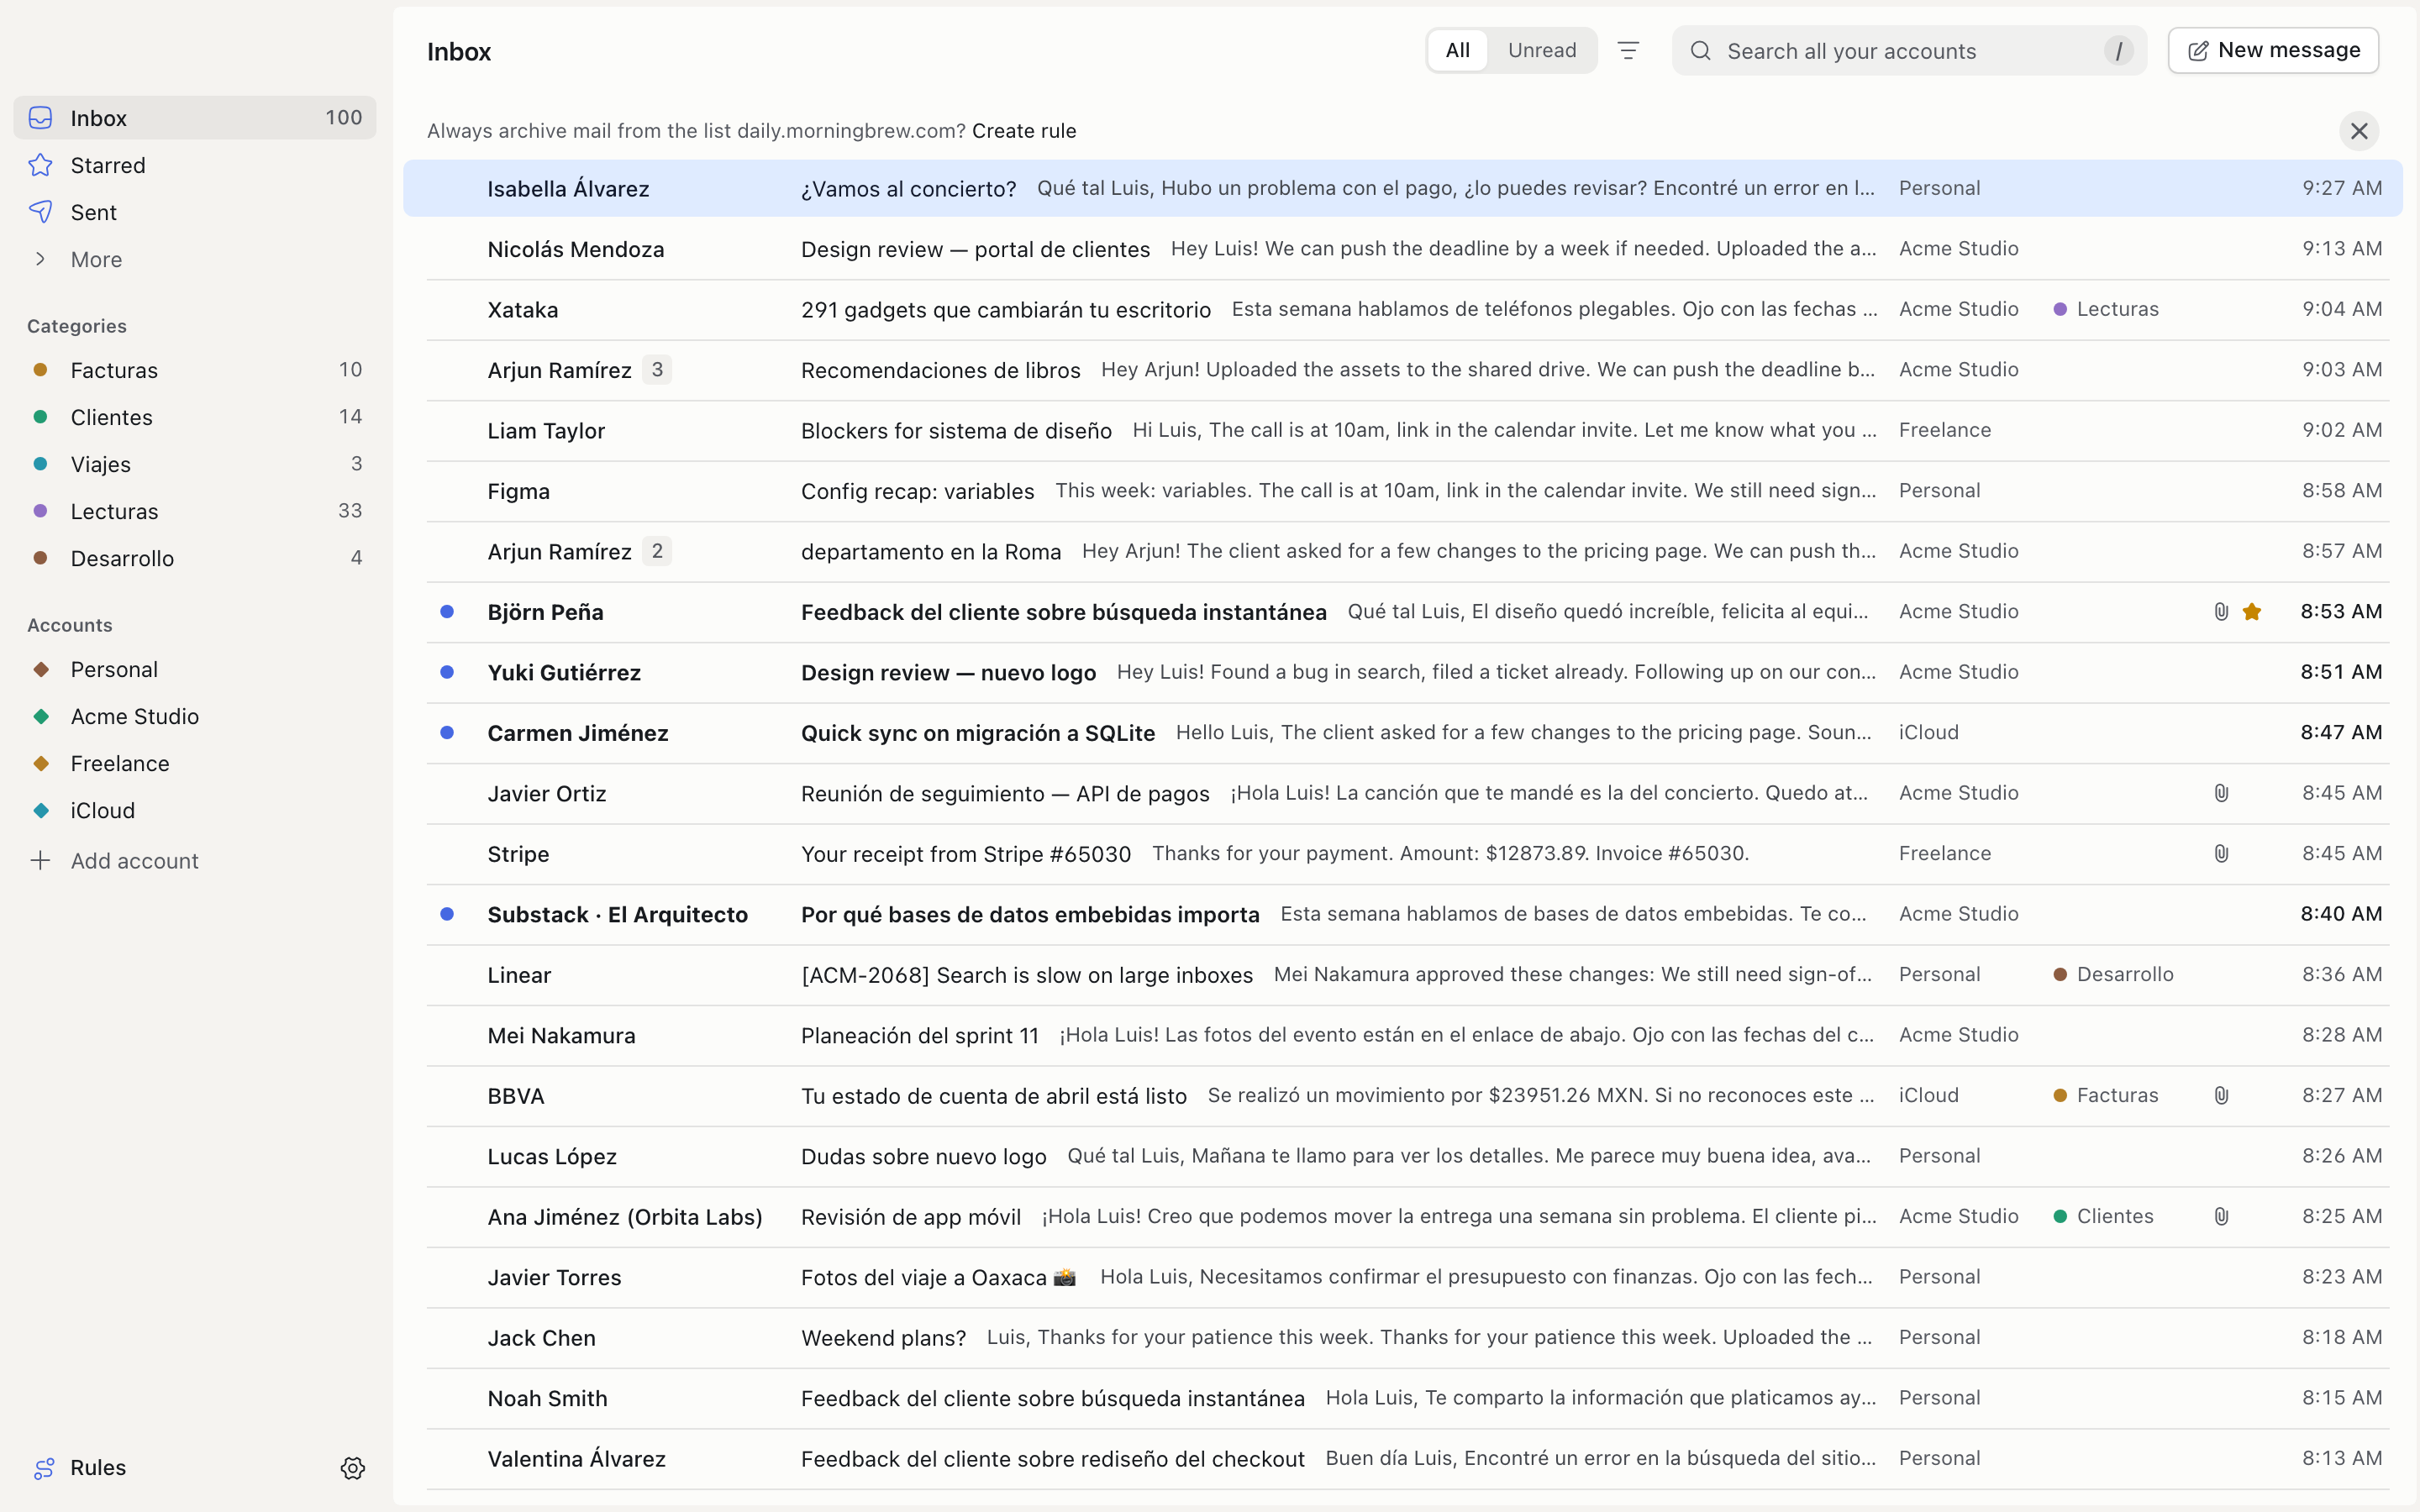 Inbox
All Unread
Search all your accounts /
New message
Inbox 100
Starred
Sent
More
Categories
Facturas 10
Clientes 14
Viajes 3
Lecturas 33
Desarrollo 4
Accounts
Personal
Acme Studio
Freelance
iCloud
Add account
Rules
Always archive mail from the list daily.morningbrew.com? Create rule
Isabella Álvarez ¿Vamos al concierto? Qué tal Luis, Hubo un problema con el pago, ¿lo puedes revisar? Encontré un error en l... Personal 9:27 AM
Nicolás Mendoza Design review — portal de clientes Hey Luis! We can push the deadline by a week if needed. Uploaded the a... Acme Studio 9:13 AM
Xataka 291 gadgets que cambiarán tu escritorio Esta semana hablamos de teléfonos plegables. Ojo con las fechas ... Acme Studio Lecturas 9:04 AM
Arjun Ramírez 3 Recomendaciones de libros Hey Arjun! Uploaded the assets to the shared drive. We can push the deadline b... Acme Studio 9:03 AM
Liam Taylor Blockers for sistema de diseño Hi Luis, The call is at 10am, link in the calendar invite. Let me know what you ... Freelance 9:02 AM
Figma Config recap: variables This week: variables. The call is at 10am, link in the calendar invite. We still need sign... Personal 8:58 AM
Arjun Ramírez 2 departamento en la Roma Hey Arjun! The client asked for a few changes to the pricing page. We can push th... Acme Studio 8:57 AM
Björn Peña Feedback del cliente sobre búsqueda instantánea Qué tal Luis, El diseño quedó increíble, felicita al equi... Acme Studio 8:53 AM
Yuki Gutiérrez Design review — nuevo logo Hey Luis! Found a bug in search, filed a ticket already. Following up on our con... Acme Studio 8:51 AM
Carmen Jiménez Quick sync on migración a SQLite Hello Luis, The client asked for a few changes to the pricing page. Soun... iCloud 8:47 AM
Javier Ortiz Reunión de seguimiento — API de pagos ¡Hola Luis! La canción que te mandé es la del concierto. Quedo at... Acme Studio 8:45 AM
Stripe Your receipt from Stripe #65030 Thanks for your payment. Amount: $12873.89. Invoice #65030. Freelance 8:45 AM
Substack · El Arquitecto Por qué bases de datos embebidas importa Esta semana hablamos de bases de datos embebidas. Te co... Acme Studio 8:40 AM
Linear [ACM-2068] Search is slow on large inboxes Mei Nakamura approved these changes: We still need sign-of... Personal Desarrollo 8:36 AM
Mei Nakamura Planeación del sprint 11 ¡Hola Luis! Las fotos del evento están en el enlace de abajo. Ojo con las fechas del c... Acme Studio 8:28 AM
BBVA Tu estado de cuenta de abril está listo Se realizó un movimiento por $23951.26 MXN. Si no reconoces este ... iCloud Facturas 8:27 AM
Lucas López Dudas sobre nuevo logo Qué tal Luis, Mañana te llamo para ver los detalles. Me parece muy buena idea, ava... Personal 8:26 AM
Ana Jiménez (Orbita Labs) Revisión de app móvil ¡Hola Luis! Creo que podemos mover la entrega una semana sin problema. El cliente pi... Acme Studio Clientes 8:25 AM
Javier Torres Fotos del viaje a Oaxaca 📸 Hola Luis, Necesitamos confirmar el presupuesto con finanzas. Ojo con las fech... Personal 8:23 AM
Jack Chen Weekend plans? Luis, Thanks for your patience this week. Thanks for your patience this week. Uploaded the ... Personal 8:18 AM
Noah Smith Feedback del cliente sobre búsqueda instantánea Hola Luis, Te comparto la información que platicamos ay... Personal 8:15 AM
Valentina Álvarez Feedback del cliente sobre rediseño del checkout Buen día Luis, Encontré un error en la búsqueda del sitio... Personal 8:13 AM